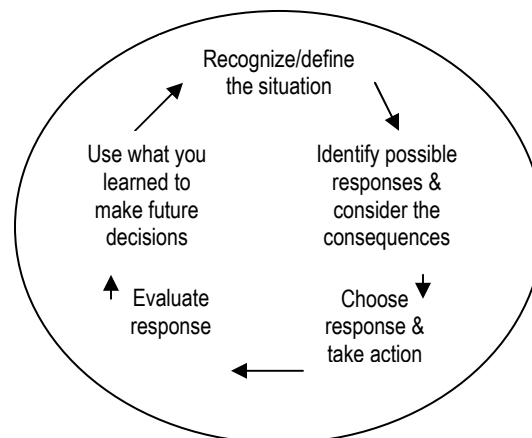 Recognize/define
the situation
Identify possible
responses &
consider the
consequences
Choose
response &
take action
Evaluate
response
Use what you
learned to
make future
decisions